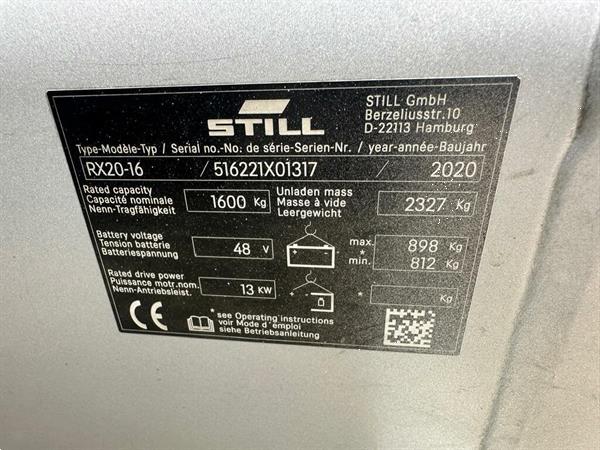 STILL
STILL GmbH
Berzeliusstr.10
D-22113 Hamburg
Type-Modèle-Typ / Serial no.-No: de série-Serien-Nr. / year-année-Baujahr
RX20-16 / 516221X01317 / 2020
Rated capacity
Capacité nominale
Nenn-Tragfähigkeit
1600 Kg
Unladen mass
Masse à vide
Leergewicht
2327 Kg
Battery voltage
Tension batterie
Batteriespannung
48 V
max. 898 Kg
*
min. 812 Kg
Rated drive power
Puissance motr.nom.
Nenn-Antriebsleist.
13 KW
* Kg
CE
* see Operating instructions
voir Mode d'emploi
siehe Betriebsanleitung